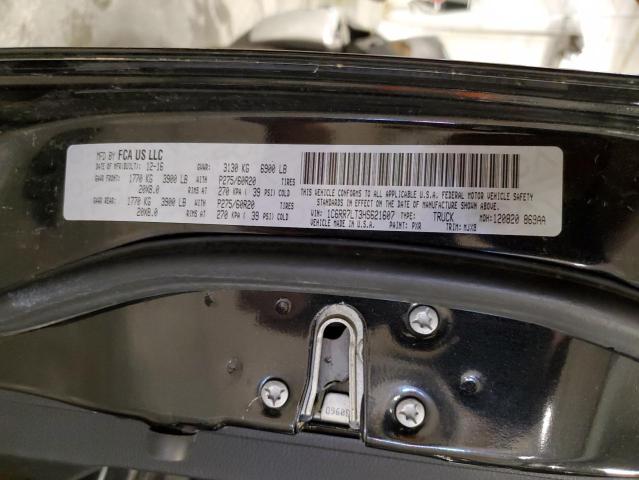 MFD BY FCA US LLC
DATE OF MFR(BUILT): 12-16 GVWR: 3130 KG 6900 LB
GAWR FRONT: 1770 KG 3900 LB WITH P275/60R20 TIRES
20X8.0 RIMS AT 270 KPA ( 39 PSI) COLD
GAWR REAR: 1770 KG 3900 LB WITH P275/60R20 TIRES
20X8.0 RIMS AT 270 KPA ( 39 PSI) COLD
THIS VEHICLE CONFORMS TO ALL APPLICABLE U.S.A. FEDERAL MOTOR VEHICLE SAFETY
STANDARDS IN EFFECT ON THE DATE OF MANUFACTURE SHOWN ABOVE.
VIN: 1C6RR7LT3HS621607 TYPE: TRUCK MDH:120820 869AA
VEHICLE MADE IN U.S.A. PAINT: PXR TRIM: MJX8
0960